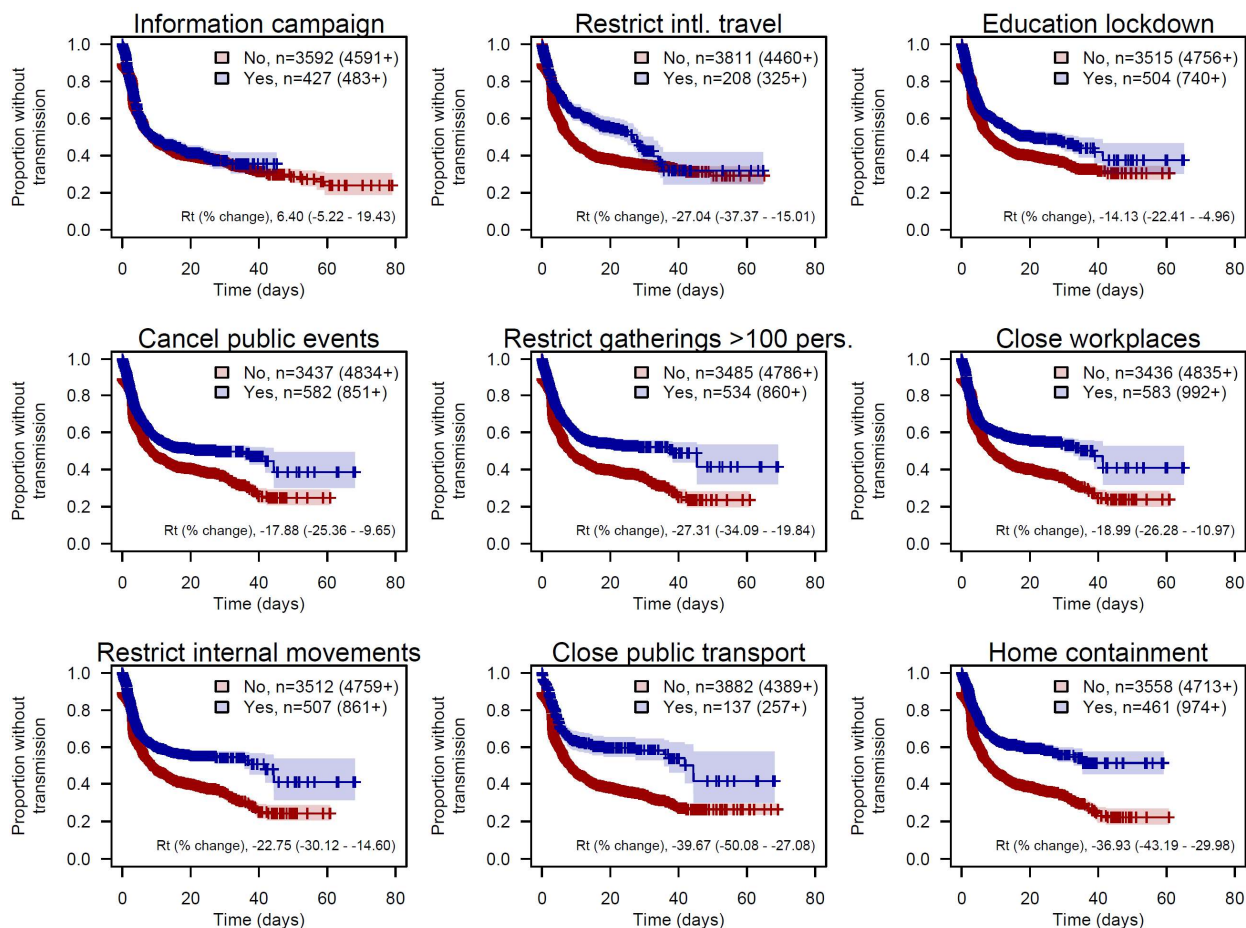 Information campaign
Proportion without
transmission
1.0
0.8
0.6
0.4
0.2
0.0
No, n=3592 (4591+)
Yes, n=427 (483+)
Rt (% change), 6.40 (-5.22 - 19.43)
0 20 40 60 80
Time (days)
Restrict intl. travel
Proportion without
transmission
1.0
0.8
0.6
0.4
0.2
0.0
No, n=3811 (4460+)
Yes, n=208 (325+)
Rt (% change), -27.04 (-37.37 - -15.01)
0 20 40 60 80
Time (days)
Education lockdown
Proportion without
transmission
1.0
0.8
0.6
0.4
0.2
0.0
No, n=3515 (4756+)
Yes, n=504 (740+)
Rt (% change), -14.13 (-22.41 - -4.96)
0 20 40 60 80
Time (days)
Cancel public events
Proportion without
transmission
1.0
0.8
0.6
0.4
0.2
0.0
No, n=3437 (4834+)
Yes, n=582 (851+)
Rt (% change), -17.88 (-25.36 - -9.65)
0 20 40 60 80
Time (days)
Restrict gatherings >100 pers.
Proportion without
transmission
1.0
0.8
0.6
0.4
0.2
0.0
No, n=3485 (4786+)
Yes, n=534 (860+)
Rt (% change), -27.31 (-34.09 - -19.84)
0 20 40 60 80
Time (days)
Close workplaces
Proportion without
transmission
1.0
0.8
0.6
0.4
0.2
0.0
No, n=3436 (4835+)
Yes, n=583 (992+)
Rt (% change), -18.99 (-26.28 - -10.97)
0 20 40 60 80
Time (days)
Restrict internal movements
Proportion without
transmission
1.0
0.8
0.6
0.4
0.2
0.0
No, n=3512 (4759+)
Yes, n=507 (861+)
Rt (% change), -22.75 (-30.12 - -14.60)
0 20 40 60 80
Time (days)
Close public transport
Proportion without
transmission
1.0
0.8
0.6
0.4
0.2
0.0
No, n=3882 (4389+)
Yes, n=137 (257+)
Rt (% change), -39.67 (-50.08 - -27.08)
0 20 40 60 80
Time (days)
Home containment
Proportion without
transmission
1.0
0.8
0.6
0.4
0.2
0.0
No, n=3558 (4713+)
Yes, n=461 (974+)
Rt (% change), -36.93 (-43.19 - -29.98)
0 20 40 60 80
Time (days)